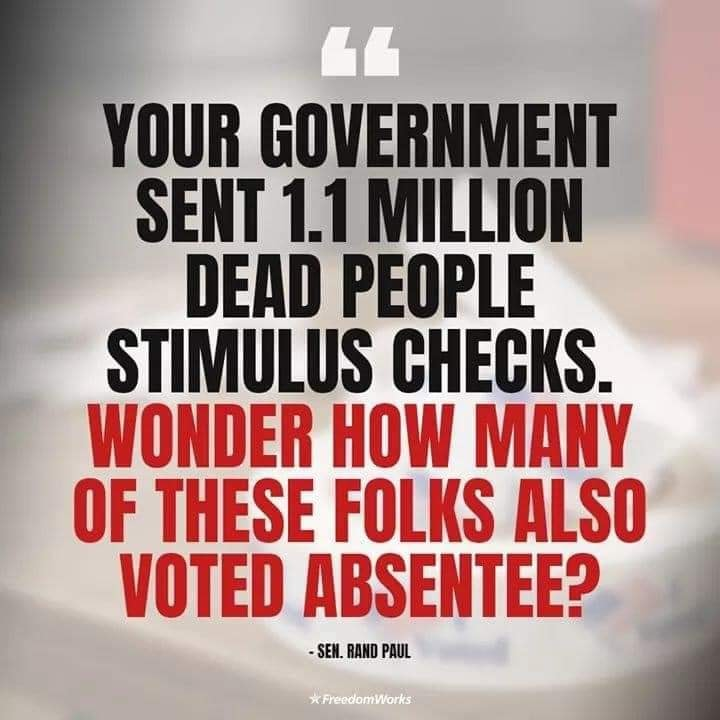 “
YOUR GOVERNMENT
SENT 1.1 MILLION
DEAD PEOPLE
STIMULUS CHECKS.
WONDER HOW MANY
OF THESE FOLKS ALSO
VOTED ABSENTEE?
- SEN. RAND PAUL
★FreedomWorks